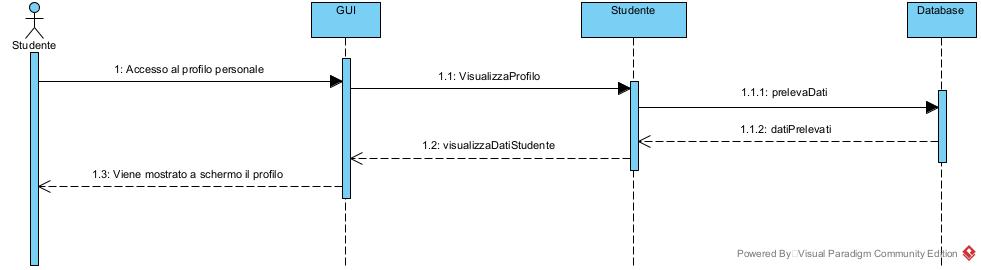 GUI
Studente
Database
Studente
1: Accesso al profilo personale
1.1: VisualizzaProfilo
1.1.1: prelevaDati
1.1.2: datiPrelevati
1.2: visualizzaDatiStudente
1.3: Viene mostrato a schermo il profilo
Powered By Visual Paradigm Community Edition